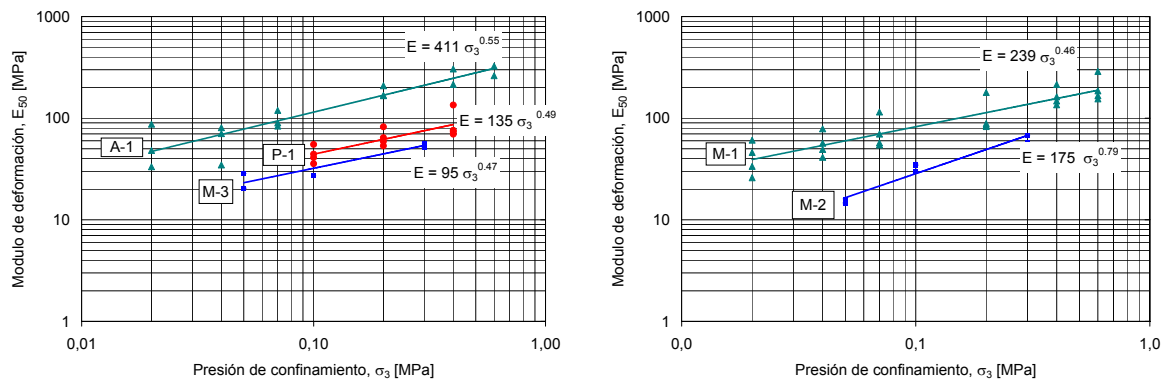 1000
100
10
1
0,01
0,10
1,00
Modulo de deformação, E50 [MPa]
Presión de confinamiento, σ3 [MPa]
E = 411 σ3^0.55
E = 135 σ3^0.49
E = 95 σ3^0.47
A-1
P-1
M-3
1000
100
10
1
0,0
0,1
1,0
Modulo de deformação, E50 [MPa]
Presión de confinamiento, σ3 [MPa]
E = 239 σ3^0.46
E = 175 σ3^0.79
M-1
M-2